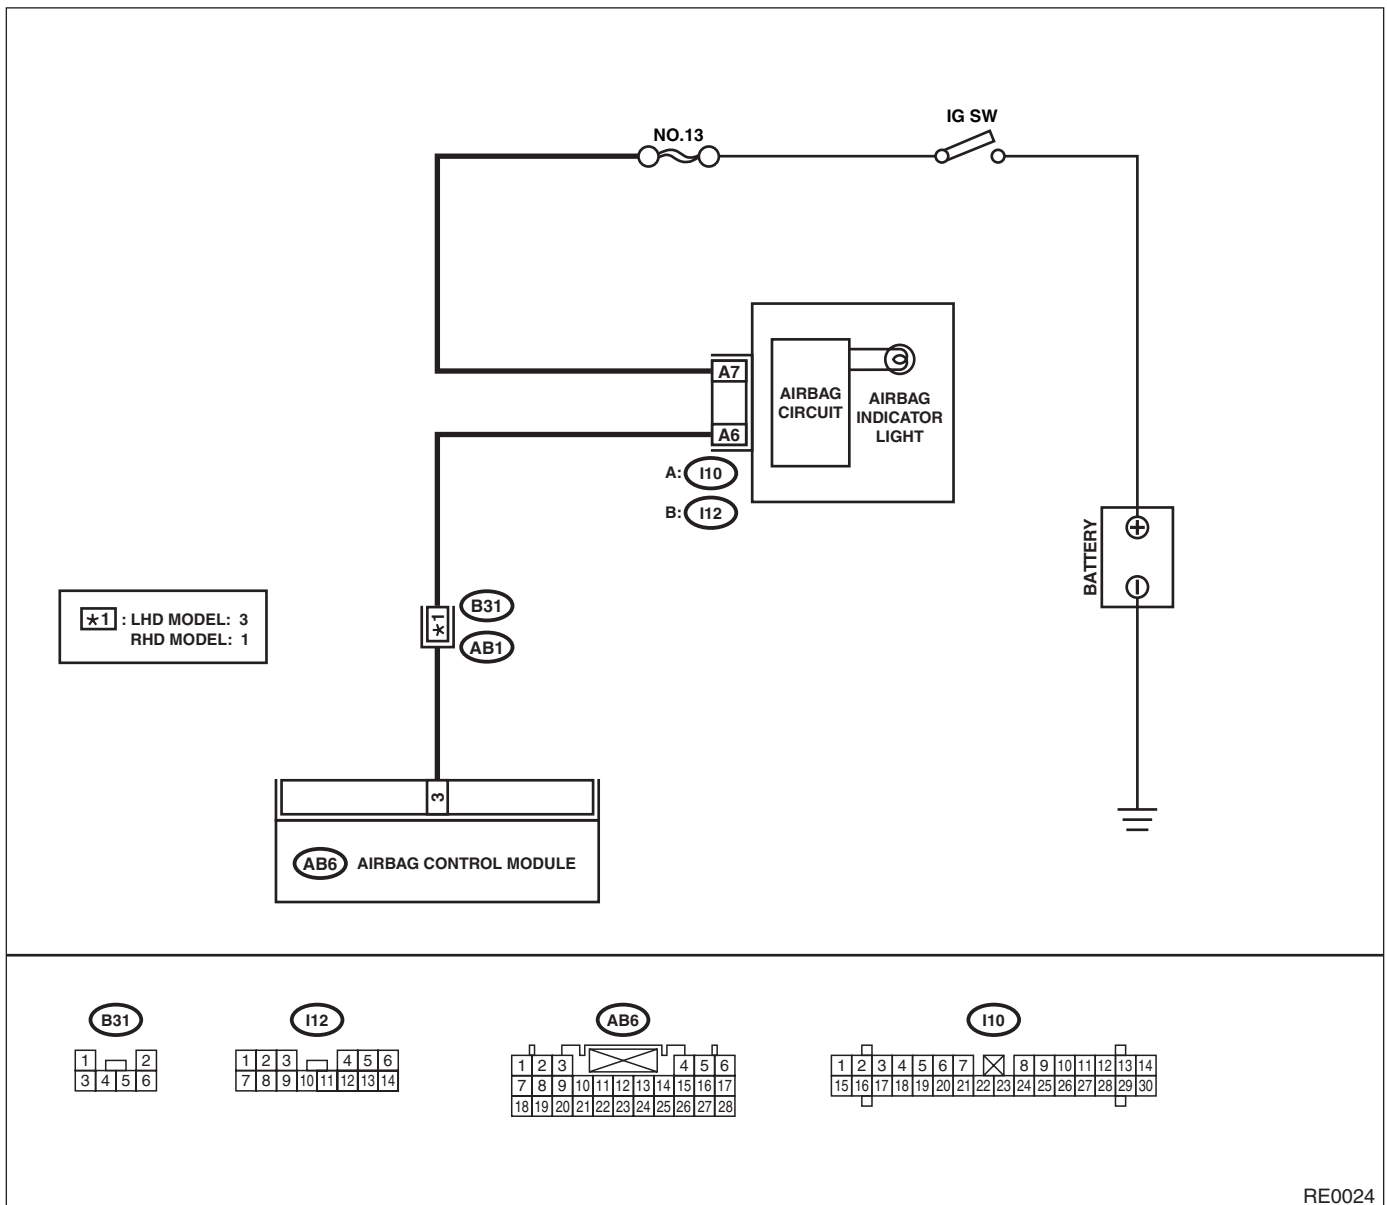 IG SW
NO.13
A7
AIRBAG
CIRCUIT
AIRBAG
INDICATOR
LIGHT
A6
A: I10
B: I12
BATTERY
+
−
B31
*1
AB1
*1 : LHD MODEL: 3
RHD MODEL: 1
3
AB6 AIRBAG CONTROL MODULE
B31
1 2
3 4 5 6
I12
1 2 3 4 5 6
7 8 9 10 11 12 13 14
AB6
1 2 3 4 5 6
7 8 9 10 11 12 13 14 15 16 17
18 19 20 21 22 23 24 25 26 27 28
I10
1 2 3 4 5 6 7 8 9 10 11 12 13 14
15 16 17 18 19 20 21 22 23 24 25 26 27 28 29 30
RE0024